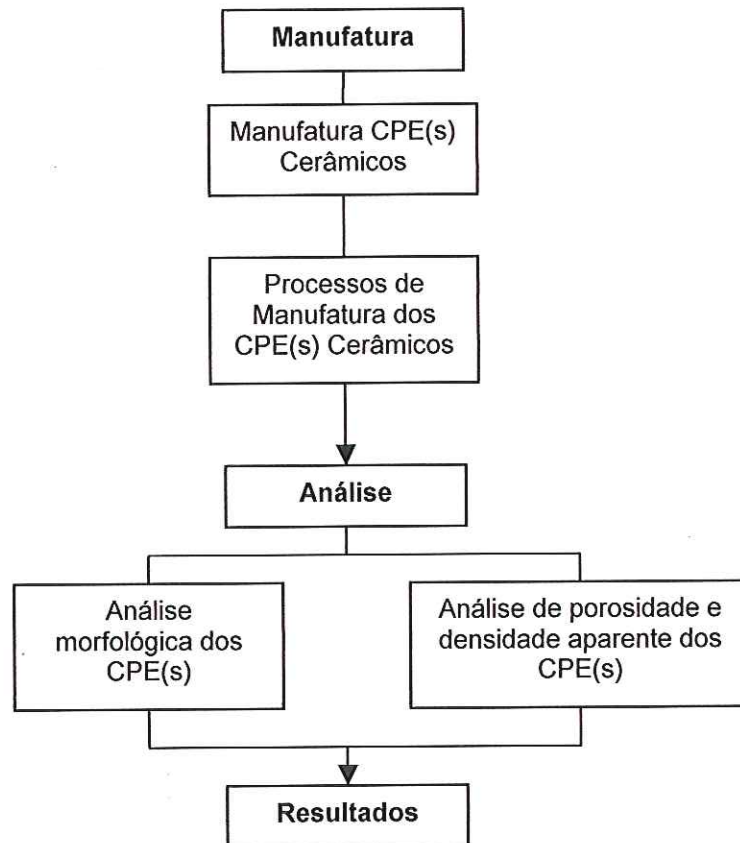 Manufatura
Manufatura CPE(s)
Cerâmicos
Processos de
Manufatura dos
CPE(s) Cerâmicos
Análise
Análise
morfológica dos
CPE(s)
Análise de porosidade e
densidade aparente dos
CPE(s)
Resultados